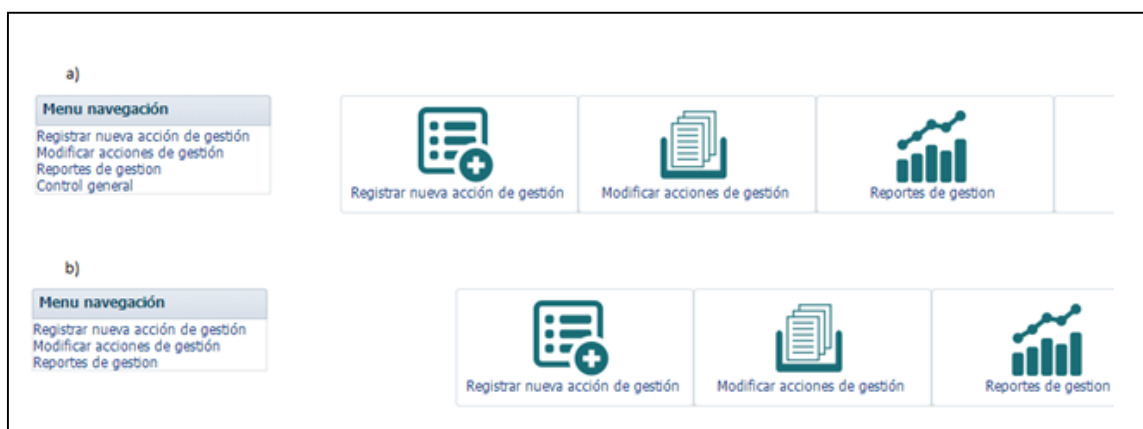 a)
Menu navegación
Registrar nueva acción de gestión
Modificar acciones de gestión
Reportes de gestion
Control general
Registrar nueva acción de gestión
Modificar acciones de gestión
Reportes de gestion
b)
Menu navegación
Registrar nueva acción de gestión
Modificar acciones de gestión
Reportes de gestion
Registrar nueva acción de gestión
Modificar acciones de gestión
Reportes de gestion